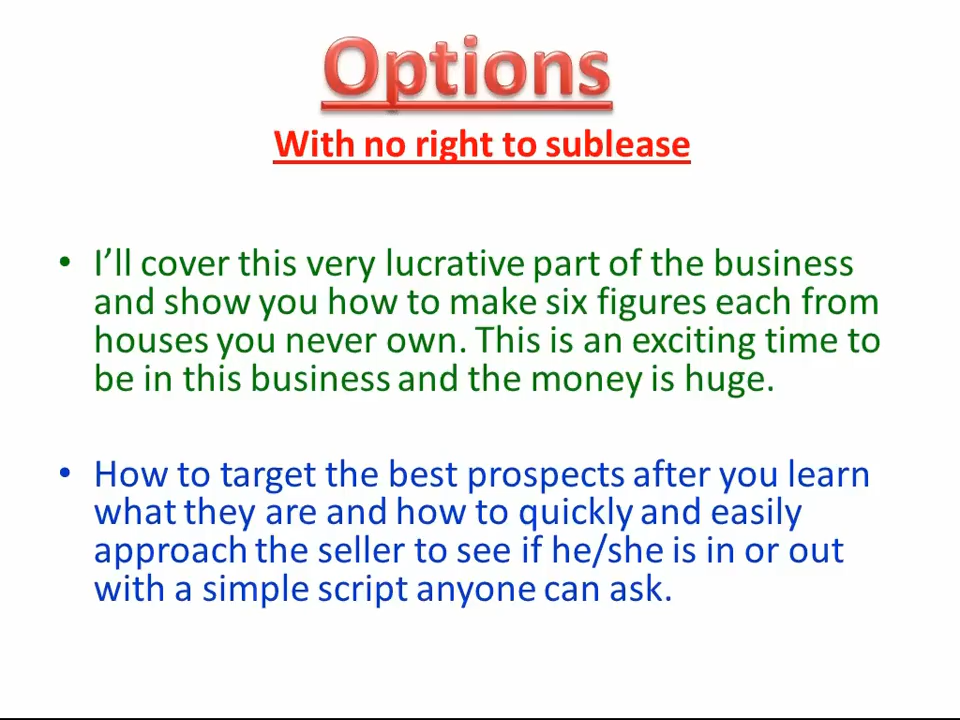 Options
With no right to sublease
• I’ll cover this very lucrative part of the business
and show you how to make six figures each from
houses you never own. This is an exciting time to
be in this business and the money is huge.
• How to target the best prospects after you learn
what they are and how to quickly and easily
approach the seller to see if he/she is in or out
with a simple script anyone can ask.